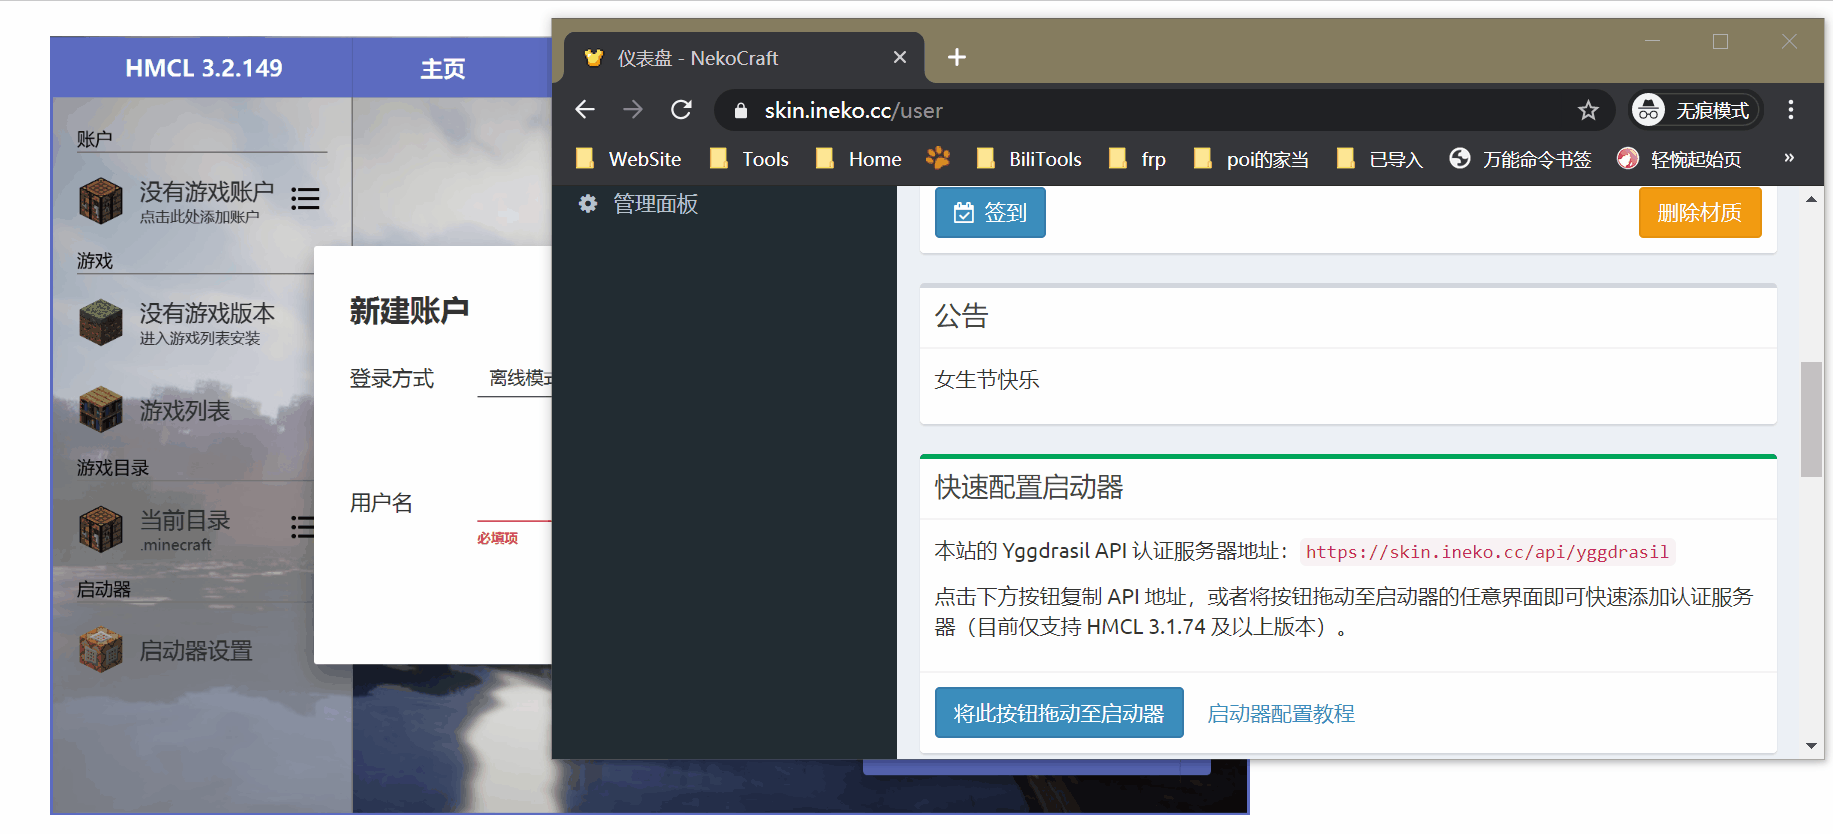 HMCL 3.2.149
主页
账户
没有游戏账户
点击此处添加账户
游戏
没有游戏版本
进入游戏列表安装
游戏列表
游戏目录
当前目录
.minecraft
启动器
启动器设置
新建账户
登录方式
离线模式
用户名
必填项
仪表盘 - NekoCraft
skin.ineko.cc/user
无痕模式
WebSite
Tools
Home
BiliTools
frp
poi的家当
已导入
万能命令书签
轻惋起始页
»
管理面板
签到
删除材质
公告
女生节快乐
快速配置启动器
本站的 Yggdrasil API 认证服务器地址：https://skin.ineko.cc/api/yggdrasil
点击下方按钮复制 API 地址，或者将按钮拖动至启动器的任意界面即可快速添加认证服务
器（目前仅支持 HMCL 3.1.74 及以上版本）。
将此按钮拖动至启动器
启动器配置教程